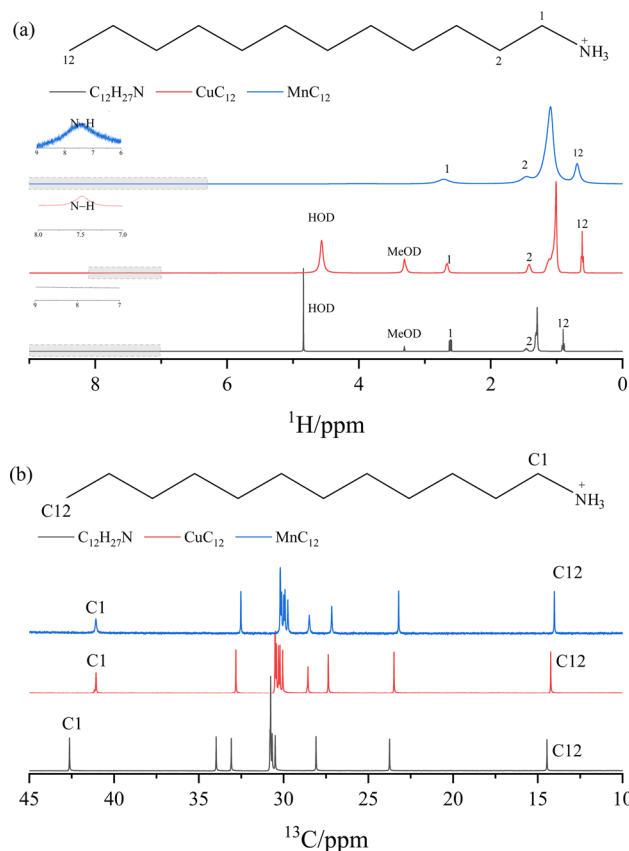 (a)
1
12
2
NH₃⁺
C₁₂H₂₇N CuC₁₂ MnC₁₂
N–H
9 8 7 6
1 2 12
N–H
8.0 7.5 7.0
HOD MeOD 1 2 12
9 8 7
HOD MeOD 1 2 12
8 6 4 2 0
¹H/ppm
(b)
C1
C12
NH₃⁺
C₁₂H₂₇N CuC₁₂ MnC₁₂
C1 C12
C1 C12
C1 C12
45 40 35 30 25 20 15 10
¹³C/ppm